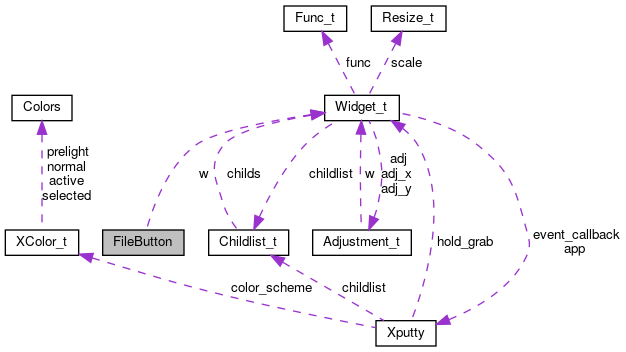 Func_t
Resize_t
func
scale
Colors
Widget_t
prelight
normal
active
selected
w
childs
childlist
w
adj
adj_x
adj_y
XColor_t
FileButton
Childlist_t
Adjustment_t
hold_grab
event_callback
app
color_scheme
childlist
Xputty